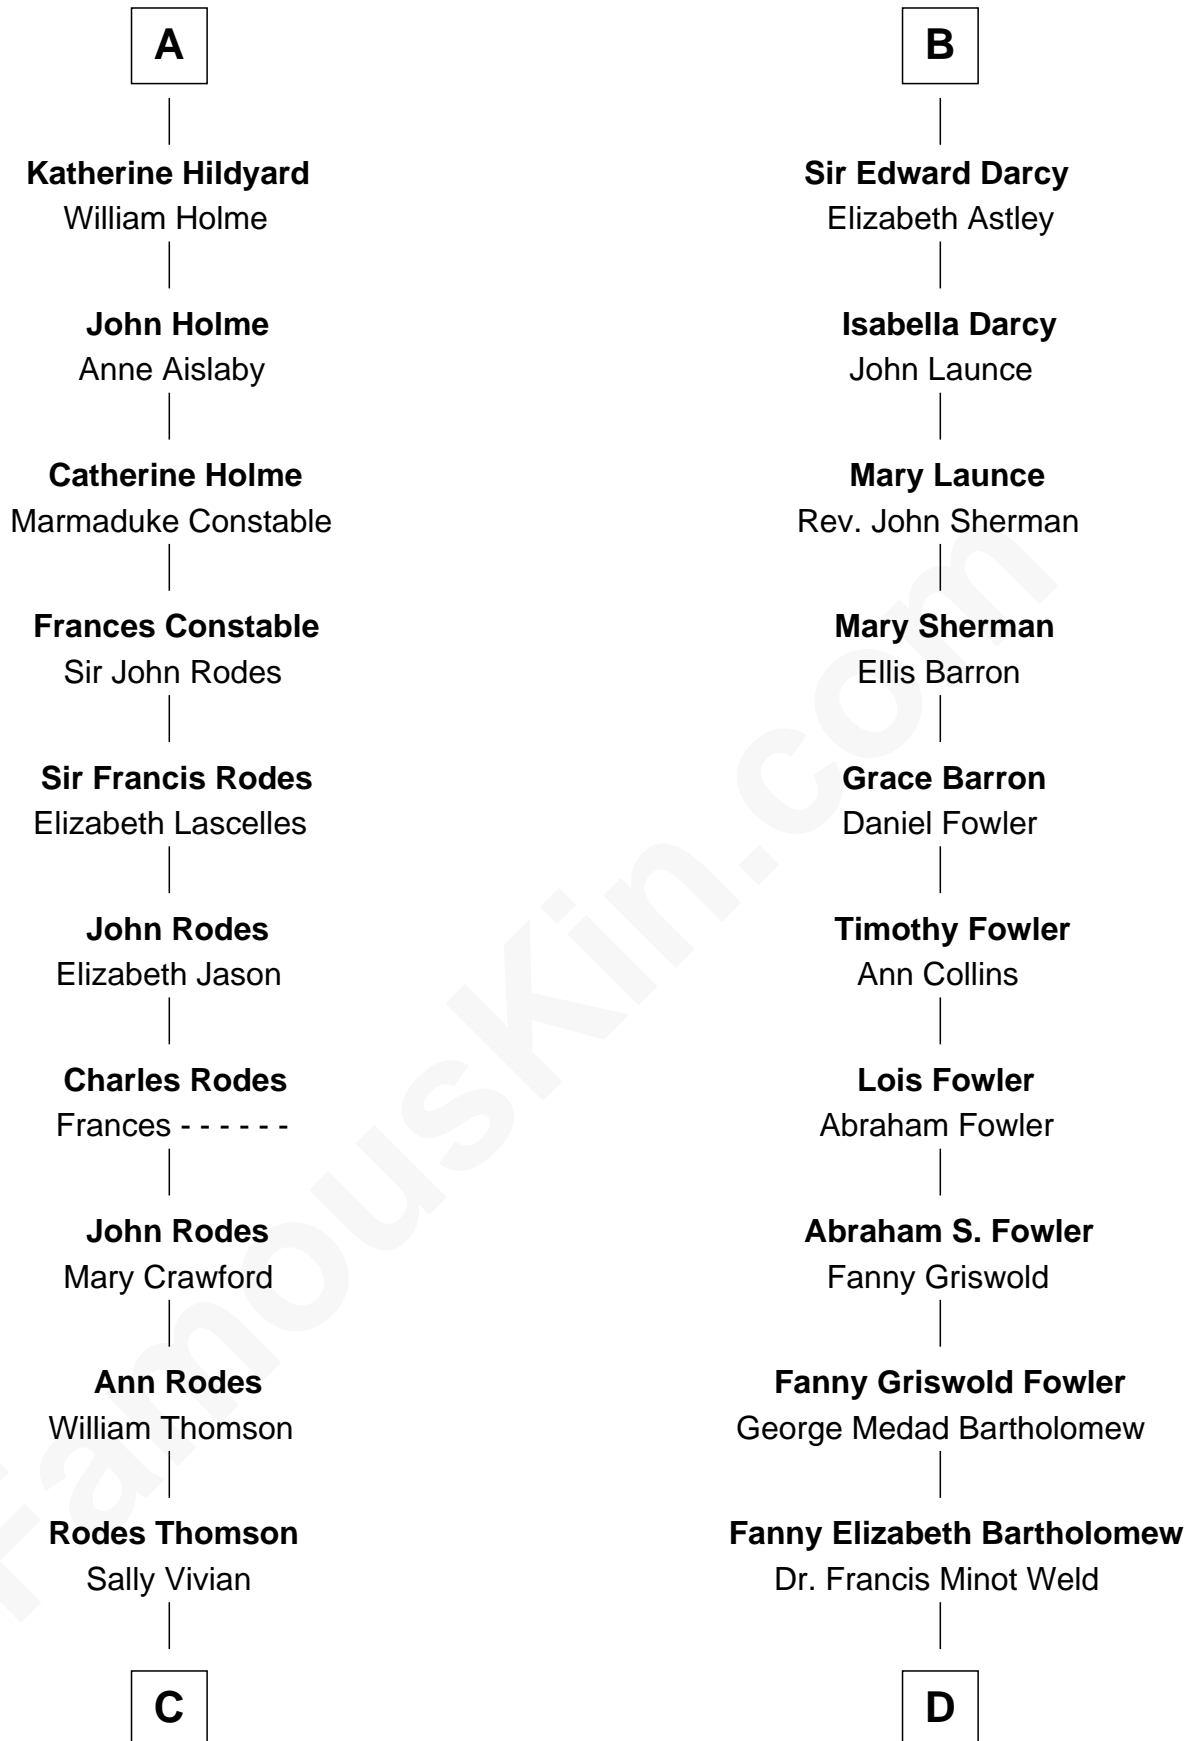 A
Katherine Hildyard
William Holme
John Holme
Anne Aislaby
Catherine Holme
Marmaduke Constable
Frances Constable
Sir John Rodes
Sir Francis Rodes
Elizabeth Lascelles
John Rodes
Elizabeth Jason
Charles Rodes
Frances - - - - - -
John Rodes
Mary Crawford
Ann Rodes
William Thomson
Rodes Thomson
Sally Vivian
C
B
Sir Edward Darcy
Elizabeth Astley
Isabella Darcy
John Launce
Mary Launce
Rev. John Sherman
Mary Sherman
Ellis Barron
Grace Barron
Daniel Fowler
Timothy Fowler
Ann Collins
Lois Fowler
Abraham Fowler
Abraham S. Fowler
Fanny Griswold
Fanny Griswold Fowler
George Medad Bartholomew
Fanny Elizabeth Bartholomew
Dr. Francis Minot Weld
D
FamousKin.com